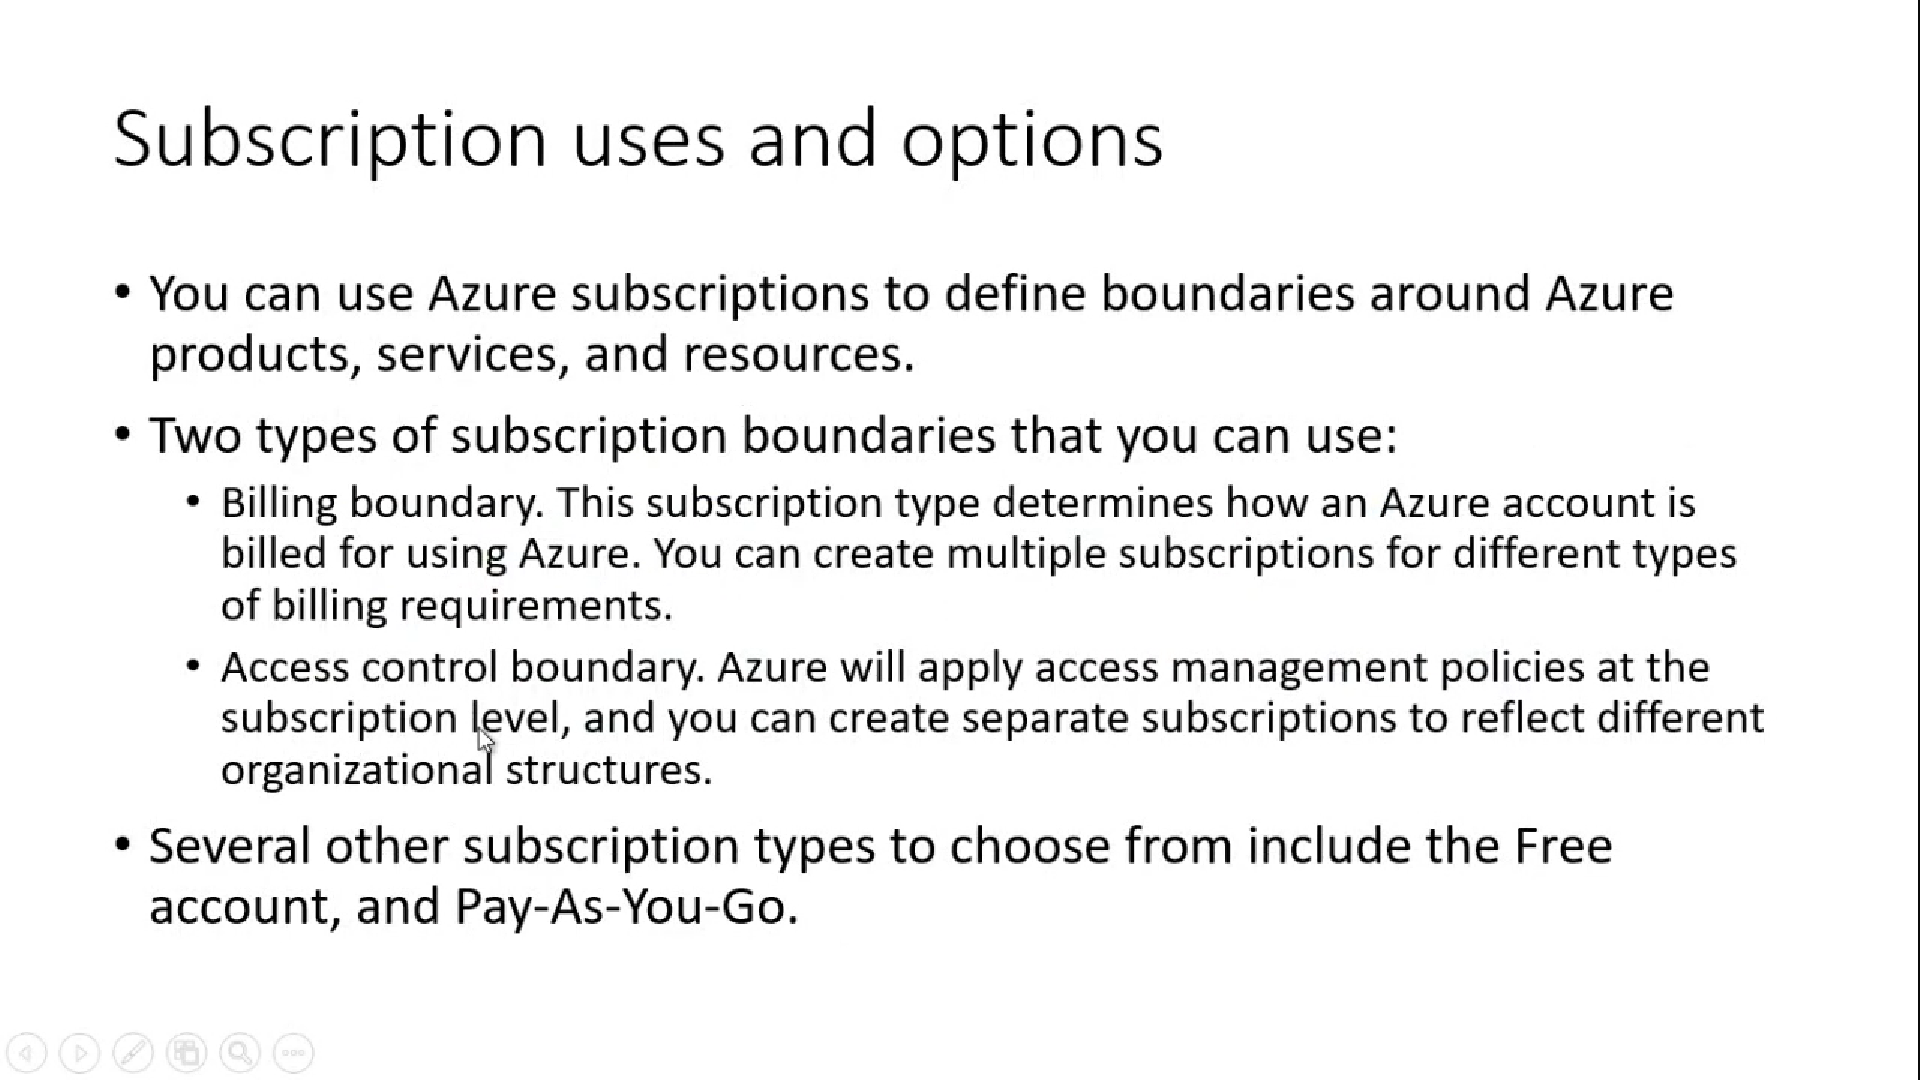 Subscription uses and options
• You can use Azure subscriptions to define boundaries around Azure
products, services, and resources.
• Two types of subscription boundaries that you can use:
• Billing boundary. This subscription type determines how an Azure account is
billed for using Azure. You can create multiple subscriptions for different types
of billing requirements.
• Access control boundary. Azure will apply access management policies at the
subscription level, and you can create separate subscriptions to reflect different
organizational structures.
• Several other subscription types to choose from include the Free
account, and Pay-As-You-Go.